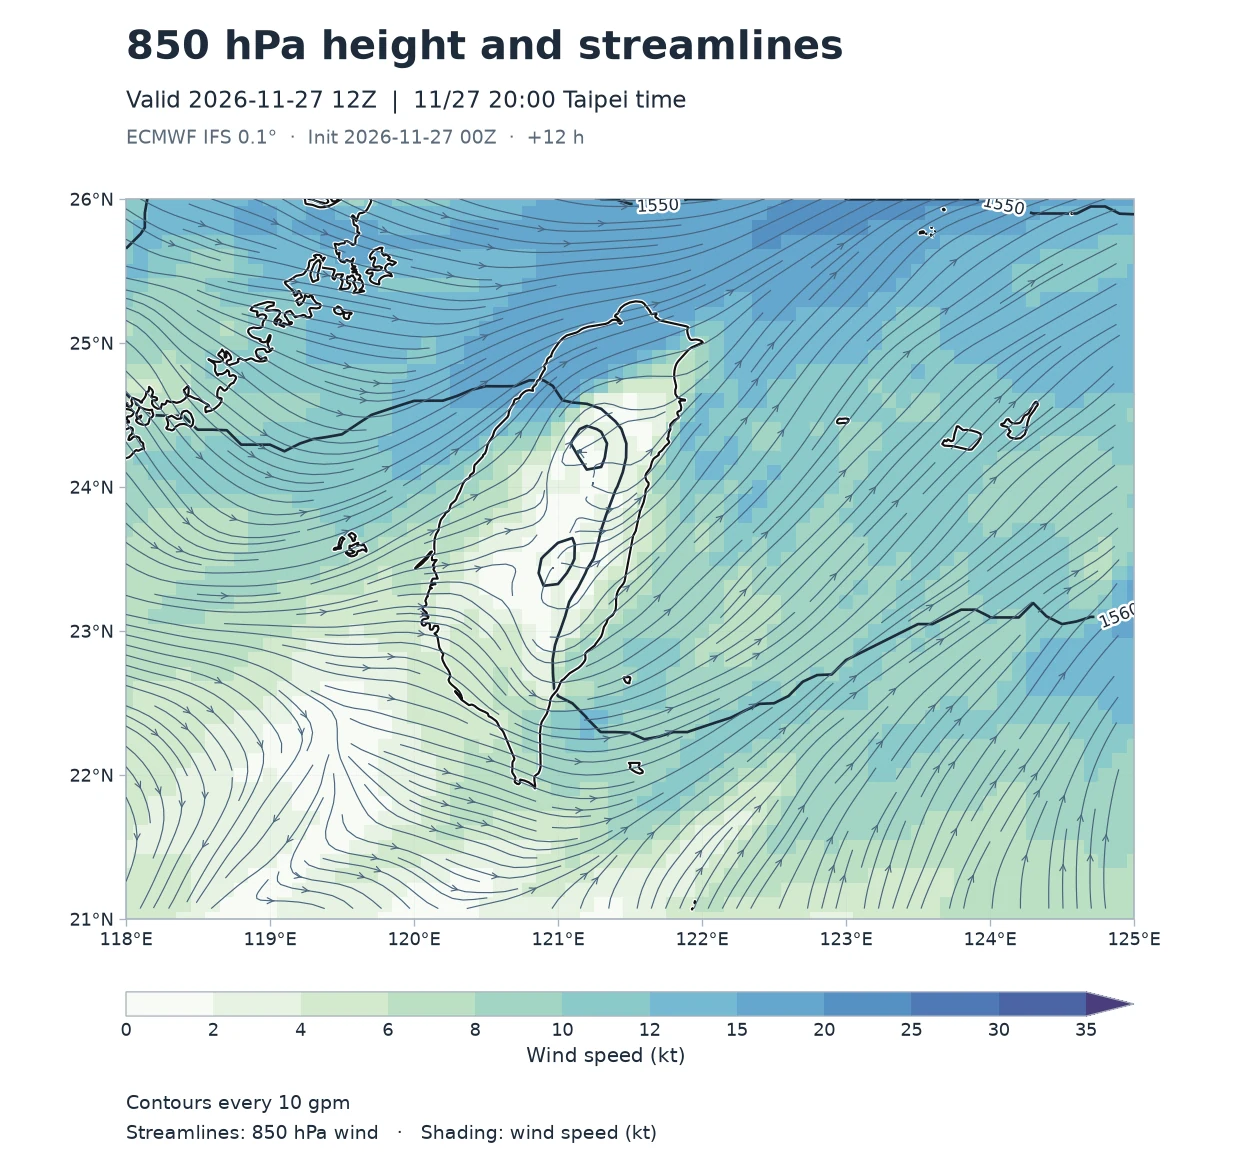 850 hPa height and streamlines
Valid 2026-11-27 12Z | 11/27 20:00 Taipei time
ECMWF IFS 0.1° · Init 2026-11-27 00Z · +12 h
26°N
1550
1550
25°N
24°N
23°N
1560
22°N
21°N
118°E 119°E 120°E 121°E 122°E 123°E 124°E 125°E
0 2 4 6 8 10 12 15 20 25 30 35
Wind speed (kt)
Contours every 10 gpm
Streamlines: 850 hPa wind · Shading: wind speed (kt)